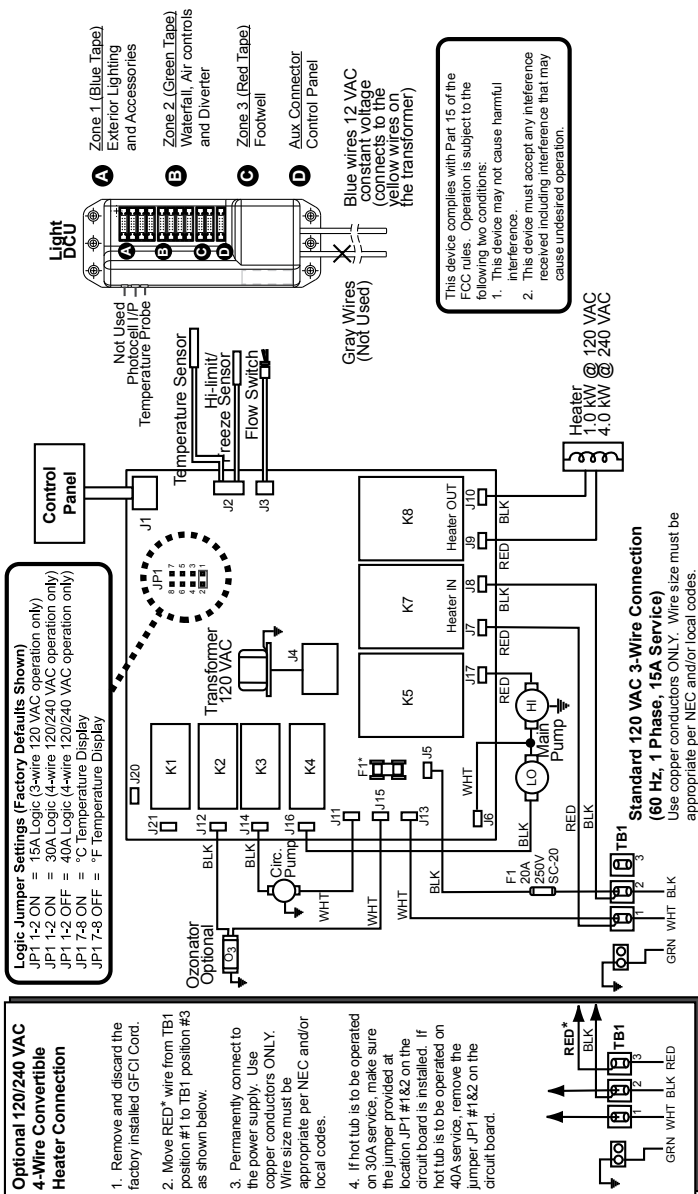 Optional 120/240 VAC
4-Wire Convertible
Heater Connection
1. Remove and discard the
factory installed GFCI Cord.
2. Move RED* wire from TB1
position #1 to TB1 position #3
as shown below.
3. Permanently connect to
the power supply. Use
copper conductors ONLY.
Wire size must be
appropriate per NEC and/or
local codes.
4. If hot tub is to be operated
on 30A service, make sure
the jumper provided at
location JP1 #1&2 on the
circuit board is installed. If
hot tub is to be operated on
40A service, remove the
jumper JP1 #1&2 on the
circuit board.
RED*
BLK
TB1
1
2
3
GRN
WHT
BLK
RED
Logic Jumper Settings (Factory Defaults Shown)
JP1 1-2 ON = 15A Logic (3-wire 120 VAC operation only)
JP1 1-2 ON = 30A Logic (4-wire 120/240 VAC operation only)
JP1 1-2 OFF = 40A Logic (4-wire 120/240 VAC operation only)
JP1 7-8 ON = °C Temperature Display
JP1 7-8 OFF = °F Temperature Display
Control
Panel
J1
JP1
8 7
6 5
4 3
2 1
Temperature Sensor
Hi-limit/
Freeze Sensor
Flow Switch
J2
J3
Transformer
120 VAC
J4
J20
J21
K1
K2
K3
K4
J12
J14
J16
BLK
BLK
Circ.
Pump
WHT
Ozonator
Optional
O3
J11
J15
J13
WHT
WHT
F1*
J5
BLK
J6
WHT
BLK
LO
HI
Main
Pump
K5
K7
K8
Heater IN
Heater OUT
J17
J7
J8
J9
J10
RED
RED
BLK
RED
BLK
Heater
1.0 kW @ 120 VAC
4.0 kW @ 240 VAC
F1
20A
250V
SC-20
RED
BLK
TB1
1
2
3
GRN
WHT
BLK
Standard 120 VAC 3-Wire Connection
(60 Hz, 1 Phase, 15A Service)
Use copper conductors ONLY. Wire size must be
appropriate per NEC and/or local codes.
Light
DCU
Not Used
Photocell I/P
Temperature Probe
A
B
C
D
A
Zone 1 (Blue Tape)
Exterior Lighting
and Accessories
B
Zone 2 (Green Tape)
Waterfall, Air controls
and Diverter
C
Zone 3 (Red Tape)
Footwell
D
Aux Connector
Control Panel
Gray Wires
(Not Used)
Blue wires 12 VAC
constant voltage
(connects to the
yellow wires on
the transformer)
This device complies with Part 15 of the
FCC rules. Operation is subject to the
following two conditions:
1. This device may not cause harmful
interference.
2. This device must accept any interference
received including interference that may
cause undesired operation.